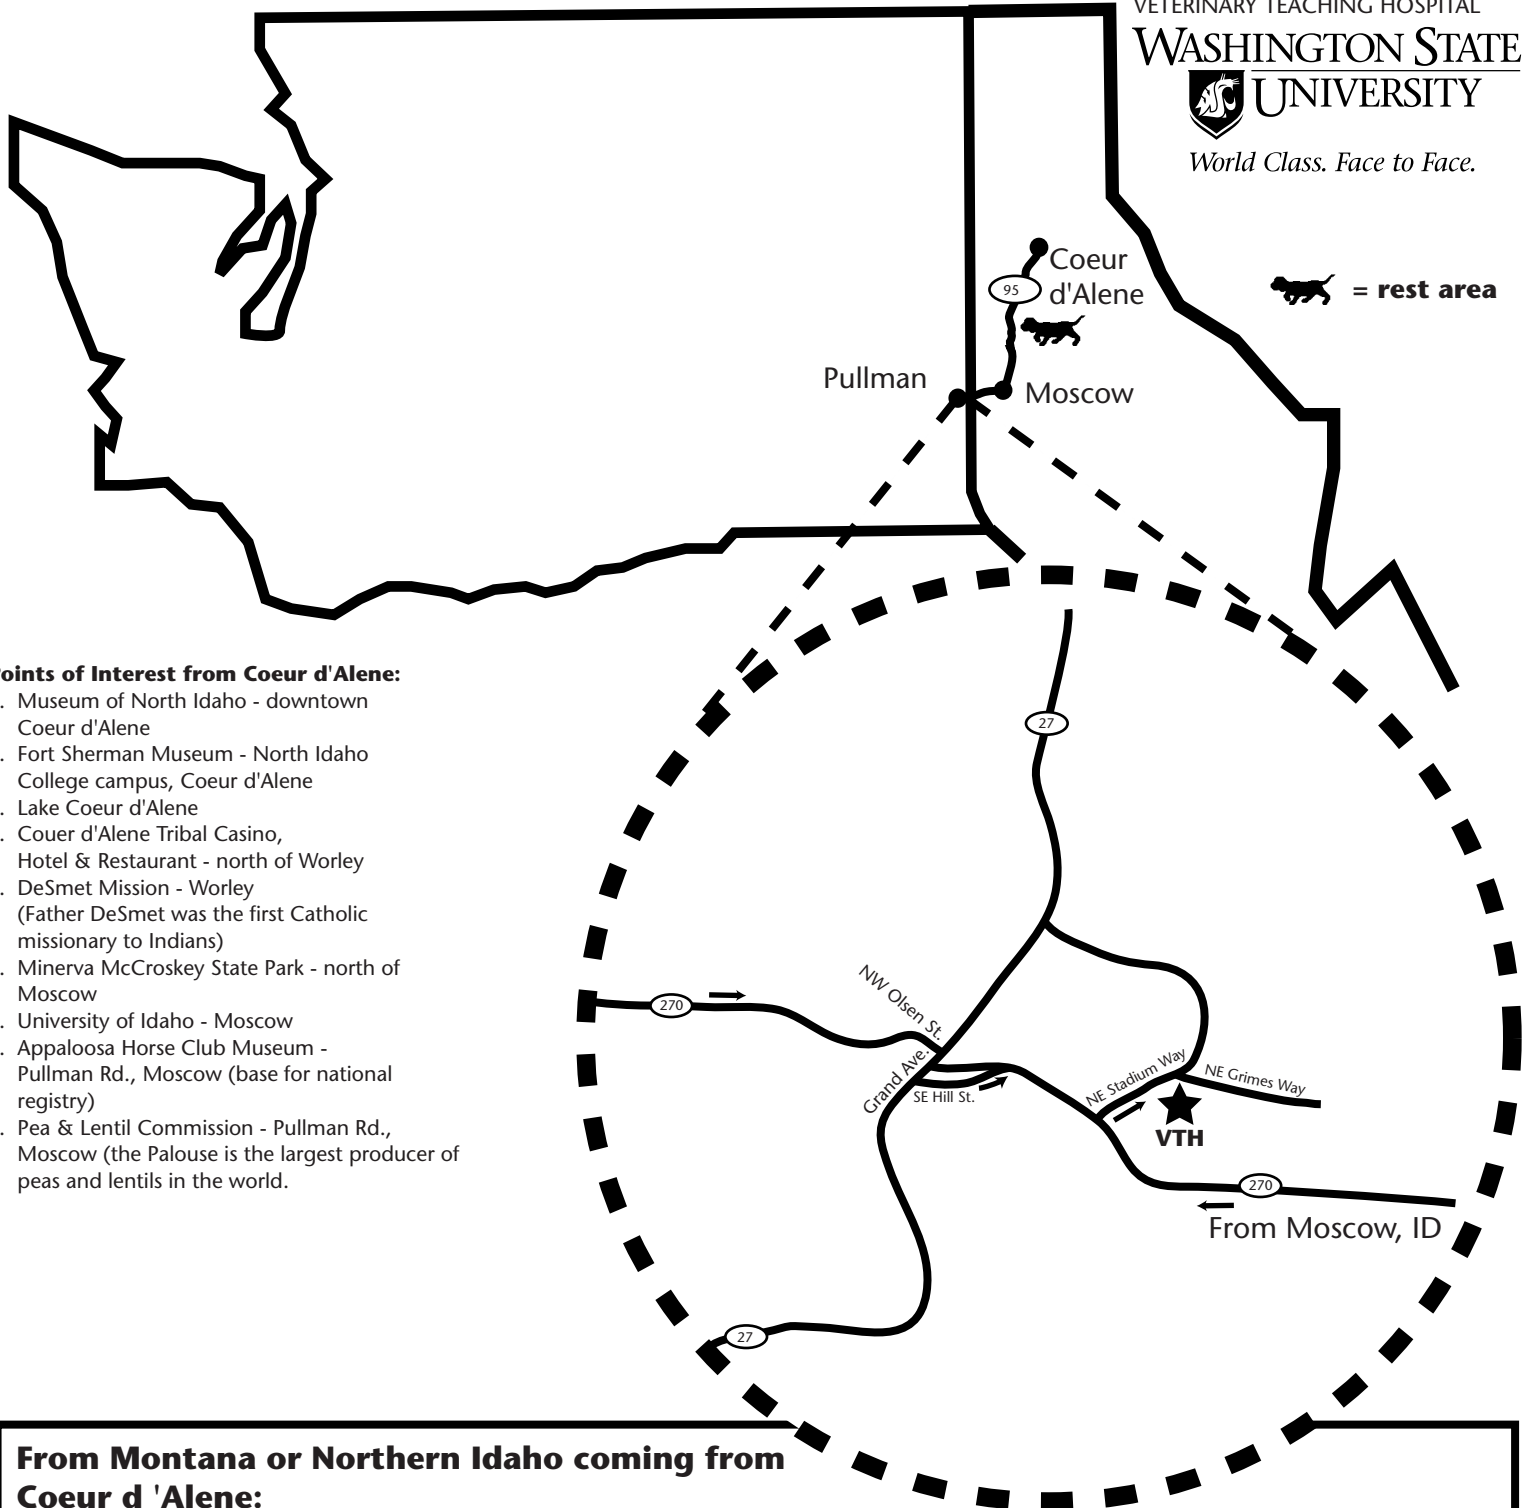 VETERINARY TEACHING HOSPITAL
WASHINGTON STATE
UNIVERSITY
World Class. Face to Face.
Coeur
d'Alene
95
= rest area
Pullman
Moscow
Points of Interest from Coeur d'Alene:
. Museum of North Idaho - downtown
Coeur d'Alene
. Fort Sherman Museum - North Idaho
College campus, Coeur d'Alene
. Lake Coeur d'Alene
. Couer d'Alene Tribal Casino,
Hotel & Restaurant - north of Worley
. DeSmet Mission - Worley
(Father DeSmet was the first Catholic
missionary to Indians)
. Minerva McCroskey State Park - north of
Moscow
. University of Idaho - Moscow
. Appaloosa Horse Club Museum -
Pullman Rd., Moscow (base for national
registry)
. Pea & Lentil Commission - Pullman Rd.,
Moscow (the Palouse is the largest producer of
peas and lentils in the world.
27
NW Olsen St.
270
Grand Ave.
SE Hill St.
NE Stadium Way
NE Grimes Way
VTH
270
From Moscow, ID
27
From Montana or Northern Idaho coming from
Coeur d 'Alene: